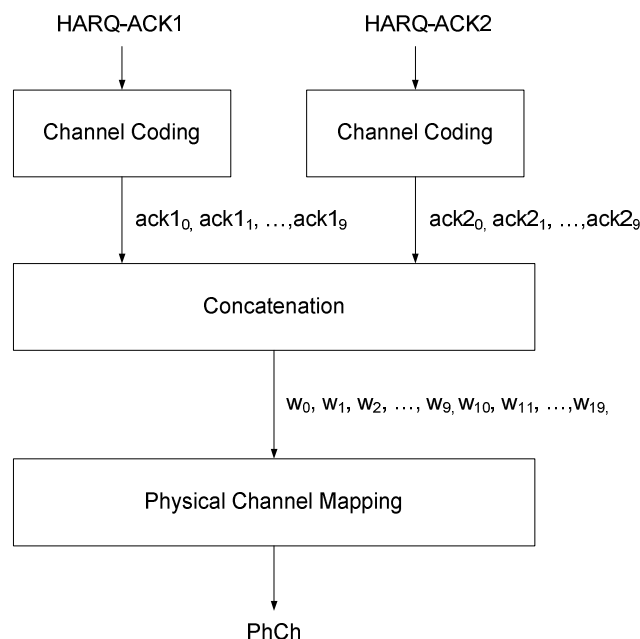 HARQ-ACK1 HARQ-ACK2
Channel Coding Channel Coding
ack1₀, ack1₁, …,ack1₉ ack2₀, ack2₁, …,ack2₉
Concatenation
w₀, w₁, w₂, …, w₉, w₁₀, w₁₁, …,w₁₉,
Physical Channel Mapping
PhCh